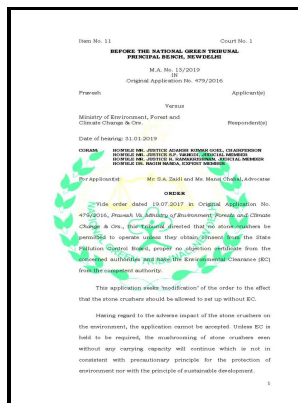 Item No. 11 Court No. 1
BEFORE THE NATIONAL GREEN TRIBUNAL
PRINCIPAL BENCH, NEW DELHI
M.A. No. 13/2019
IN
Original Application No. 479/2016
Pravesh Applicant(s)
Versus
Ministry of Environment, Forest and
Climate Change & Ors. Respondent(s)
Date of hearing: 31.01.2019
CORAM: HON'BLE MR. JUSTICE ADARSH KUMAR GOEL, CHAIRPERSON
HON'BLE MR. JUSTICE S.P. WANGDI, JUDICIAL MEMBER
HON'BLE MR. JUSTICE K. RAMAKRISHNAN, JUDICIAL MEMBER
HON'BLE DR. NAGIN NANDA, EXPERT MEMBER
For Applicant(s): Mr. S.A. Zaidi and Ms. Mansi Chahal, Advocates
ORDER
Vide order dated 19.07.2017 in Original Application No.
479/2016, Pravesh Vs. Ministry of Environment, Forests and Climate
Change & Ors., this Tribunal directed that no stone crushers be
permitted to operate unless they obtain consent from the State
Pollution Control Board, proper no objection certificate from the
concerned authorities and have the Environmental Clearance (EC)
from the competent authority.
This application seeks 'modification' of the order to the effect
that the stone crushers should be allowed to set up without EC.
Having regard to the adverse impact of the stone crushers on
the environment, the application cannot be accepted. Unless EC is
held to be required, the mushrooming of stone crushers even
without any carrying capacity will continue which is not in
consistent with precautionary principle for the protection of
environment nor with the principle of sustainable development.
1